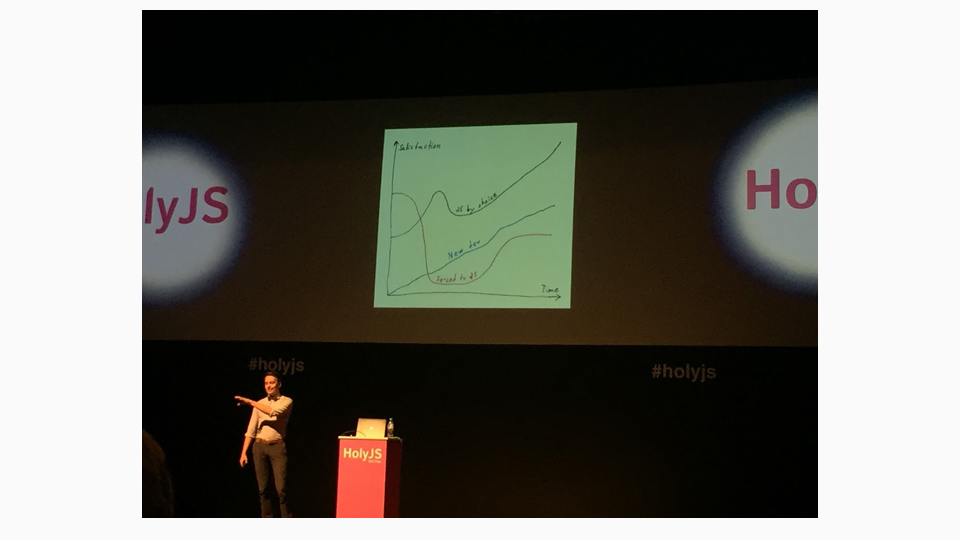 lyJS
Ho
Satisfaction
JS by choice
New dev
Forced to JS
Time
#holyjs
#holyjs
HolyJS